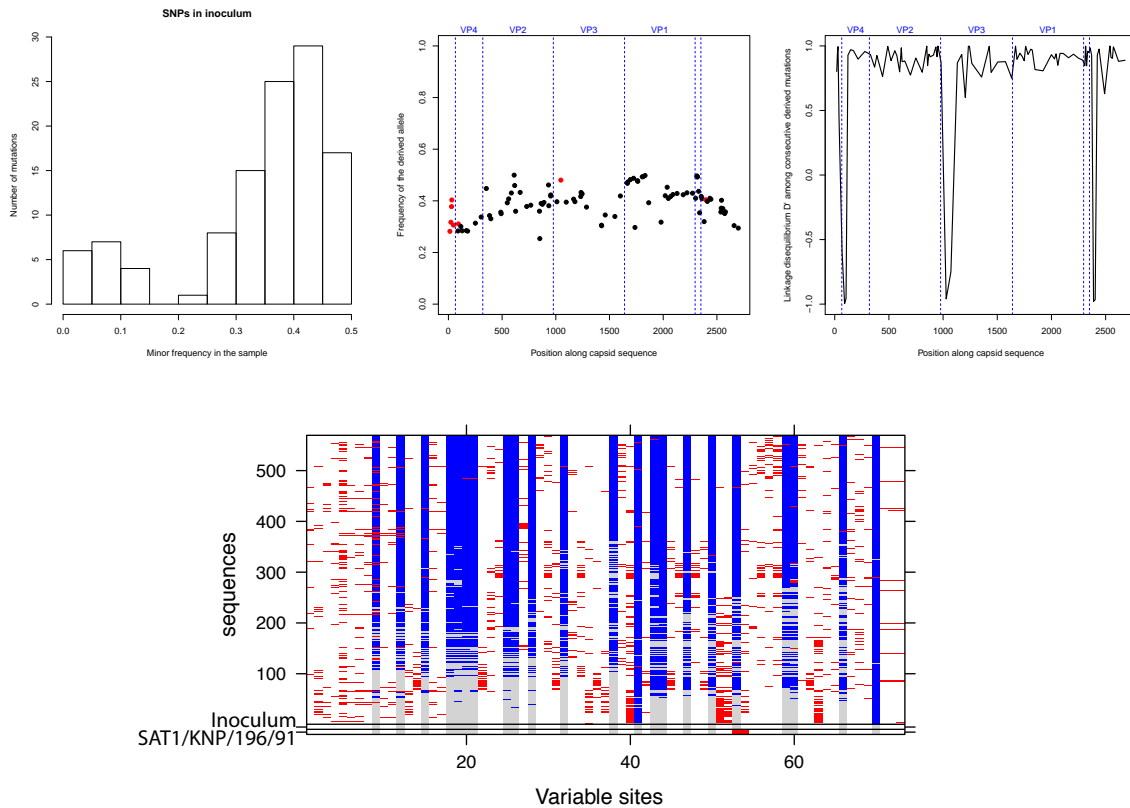 SNPs in inoculum
Number of mutations
0 5 10 15 20 25 30
0.0 0.1 0.2 0.3 0.4 0.5
Minor frequency in the sample
VP4 VP2 VP3 VP1
Frequency of the derived allele
0.0 0.2 0.4 0.6 0.8 1.0
0 500 1000 1500 2000 2500
Position along capsid sequence
VP4 VP2 VP3 VP1
Linkage disequilibrium D' among consecutive derived mutations
−1.0 −0.5 0.0 0.5 1.0
0 500 1000 1500 2000 2500
Position along capsid sequence
sequences
500
400
300
200
100
Inoculum
SAT1/KNP/196/91
20 40 60
Variable sites